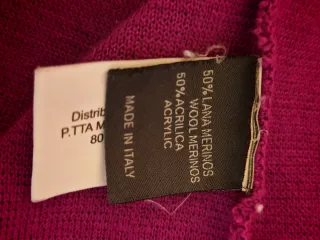 Distrib
P.TTA M
80
50% LANA MERINOS
WOOL MERINOS
50% ACRILICA
ACRYLIC
MADE IN ITALY